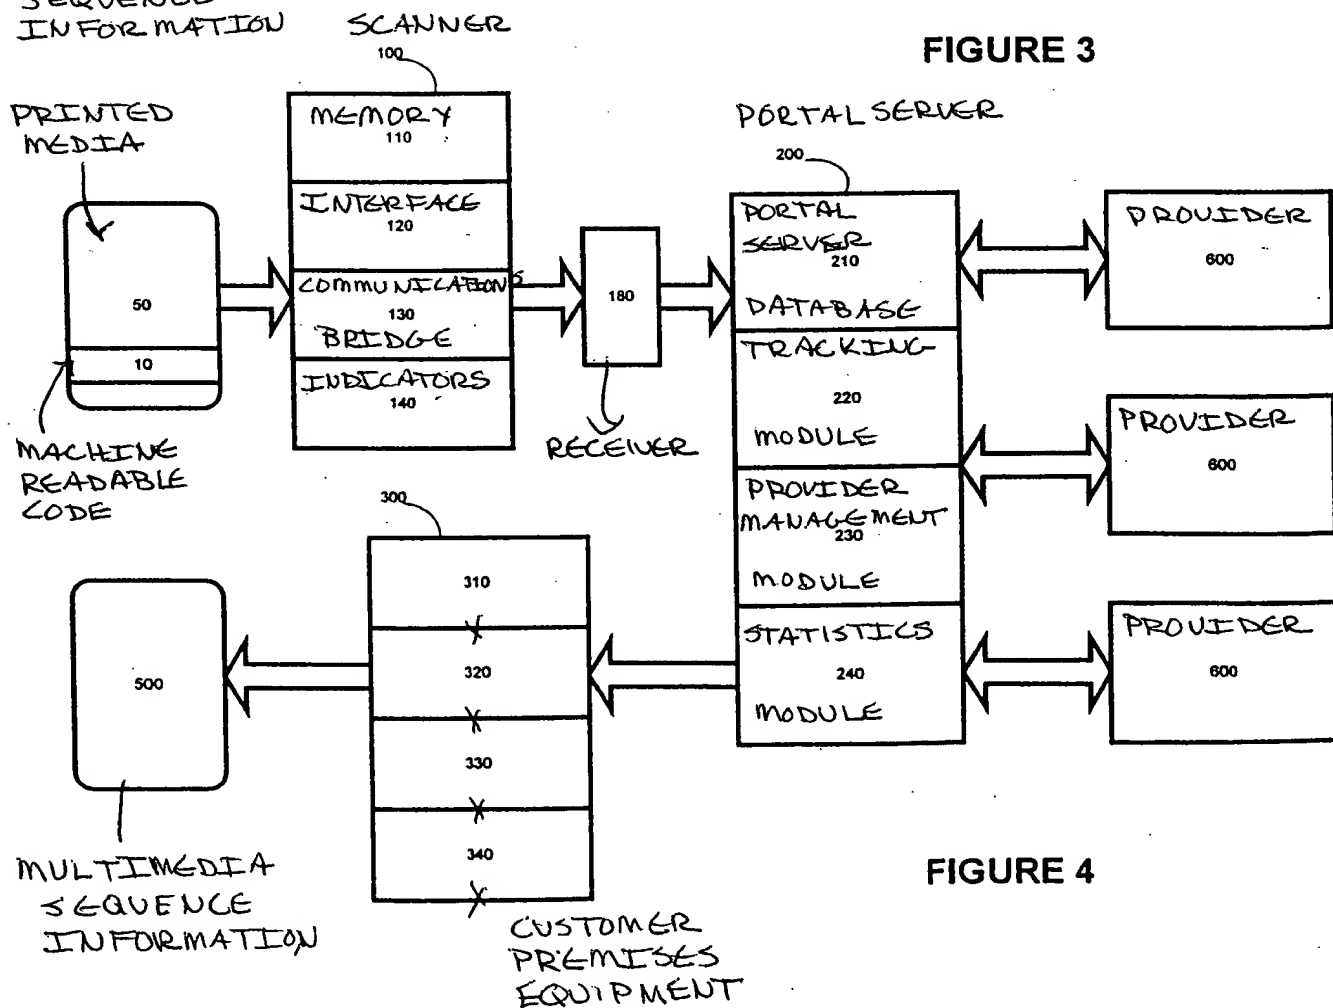 SEQUENCE
INFORMATION
SCANNER
100
FIGURE 3
PRINTED
MEDIA
MEMORY
110
PORTAL SERVER
200
INTERFACE
120
PORTAL
SERVER
210
DATABASE
PROVIDER
600
50
10
COMMUNICATIONS
130
BRIDGE
180
INDICATORS
140
TRACKING
220
MODULE
PROVIDER
600
MACHINE
READABLE
CODE
RECEIVER
300
PROVIDER
MANAGEMENT
230
MODULE
310
320
330
340
500
STATISTICS
240
MODULE
PROVIDER
600
MULTIMEDIA
SEQUENCE
INFORMATION
FIGURE 4
CUSTOMER
PREMISES
EQUIPMENT